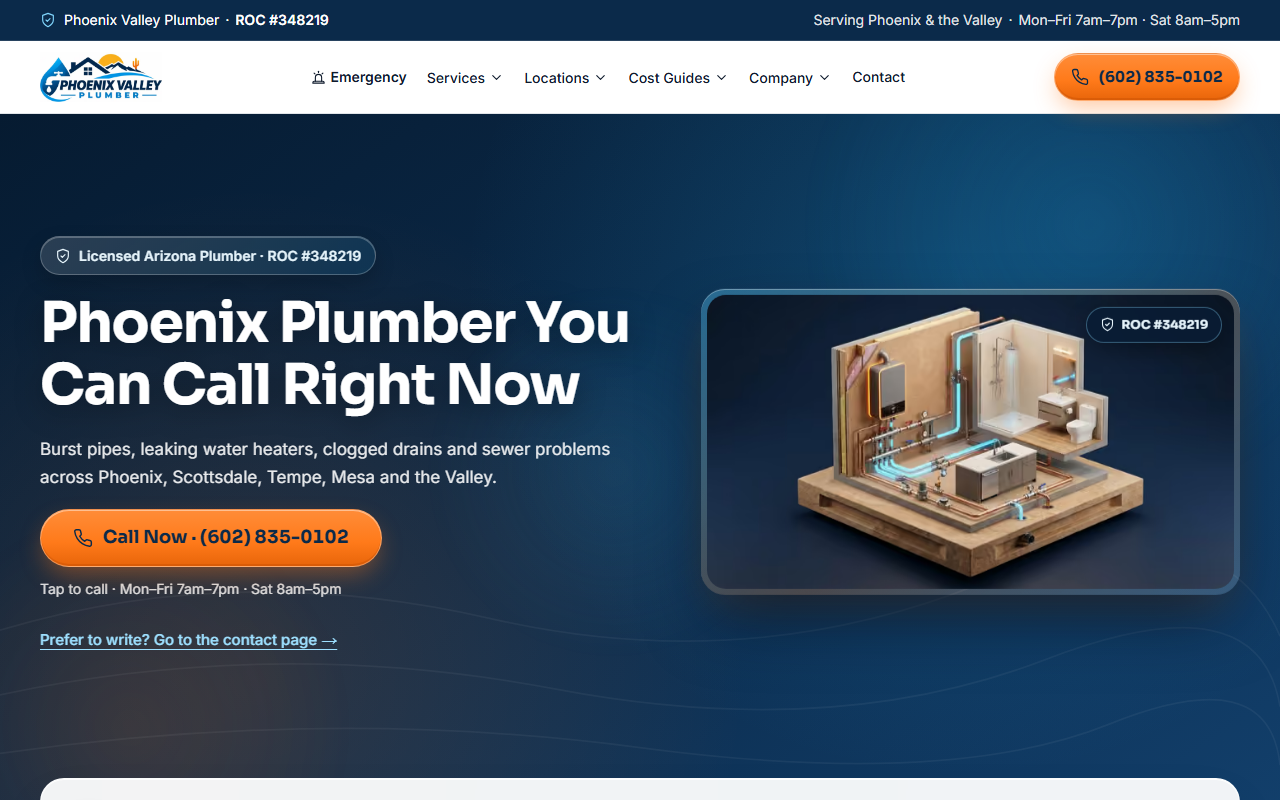 Phoenix Valley Plumber · ROC #348219
Serving Phoenix & the Valley · Mon–Fri 7am–7pm · Sat 8am–5pm
PHOENIX VALLEY
PLUMBER
Emergency
Services
Locations
Cost Guides
Company
Contact
(602) 835-0102
Licensed Arizona Plumber · ROC #348219
Phoenix Plumber You
Can Call Right Now
Burst pipes, leaking water heaters, clogged drains and sewer problems
across Phoenix, Scottsdale, Tempe, Mesa and the Valley.
Call Now · (602) 835-0102
Tap to call · Mon–Fri 7am–7pm · Sat 8am–5pm
Prefer to write? Go to the contact page →
ROC #348219